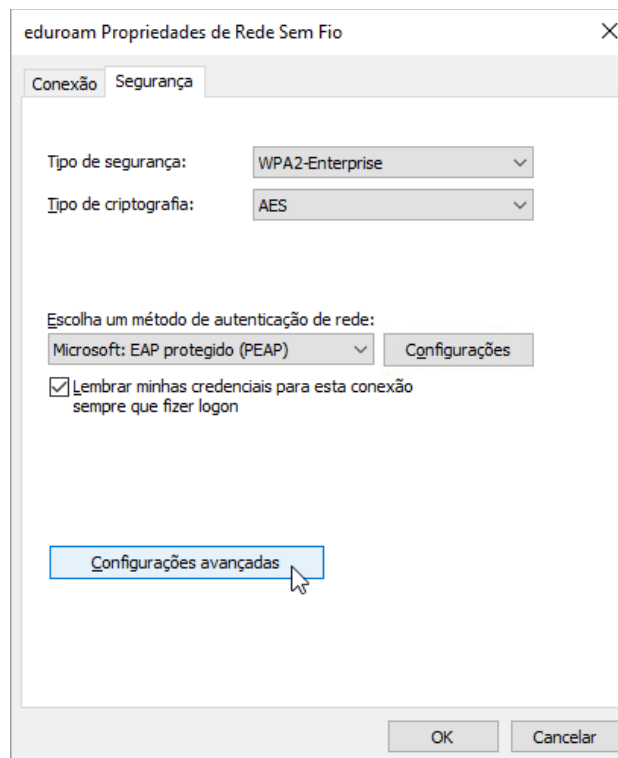 eduroam Propriedades de Rede Sem Fio
Conexão Segurança
Tipo de segurança: WPA2-Enterprise
Tipo de criptografia: AES
Escolha um método de autenticação de rede:
Microsoft: EAP protegido (PEAP) Configurações
Lembrar minhas credenciais para esta conexão
sempre que fizer logon
Configurações avançadas
OK Cancelar